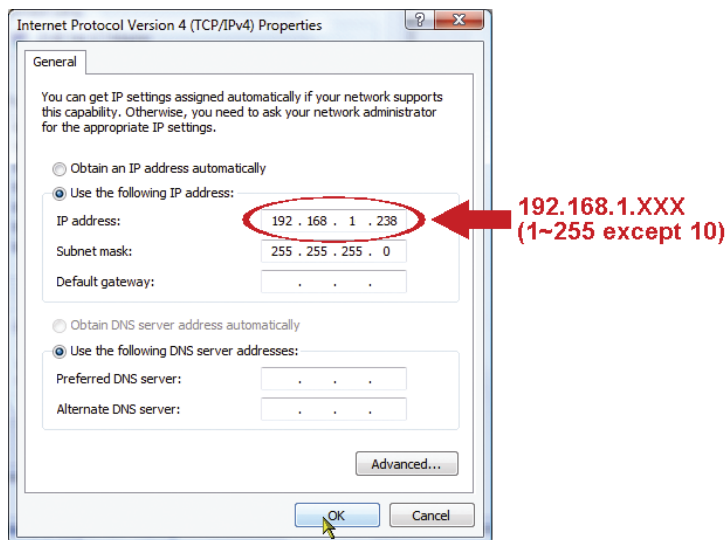 Internet Protocol Version 4 (TCP/IPv4) Properties
General
You can get IP settings assigned automatically if your network supports
this capability. Otherwise, you need to ask your network administrator
for the appropriate IP settings.
Obtain an IP address automatically
Use the following IP address:
IP address: 192 . 168 . 1 . 238
192.168.1.XXX
(1~255 except 10)
Subnet mask: 255 . 255 . 255 . 0
Default gateway: . . .
Obtain DNS server address automatically
Use the following DNS server addresses:
Preferred DNS server: . . .
Alternate DNS server: . . .
Advanced...
OK Cancel